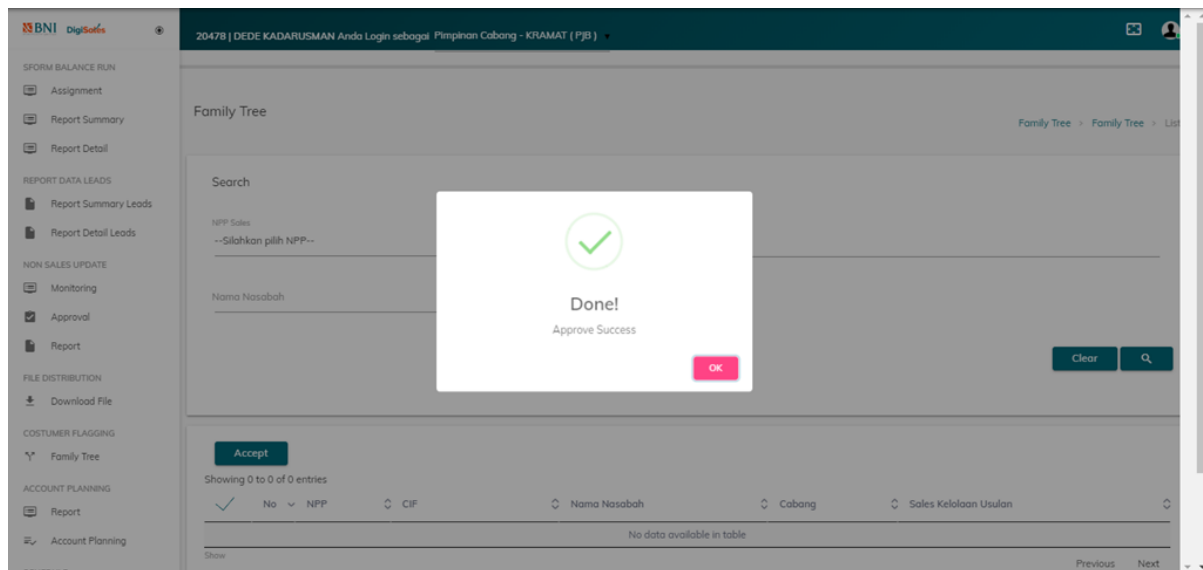 BNI DigiSales
20478 | DEDE KADARUSMAN Anda Login sebagai Pimpinan Cabang - KRAMAT ( PJB )
SFORM BALANCE RUN
Assignment
Report Summary
Report Detail
REPORT DATA LEADS
Report Summary Leads
Report Detail Leads
NON SALES UPDATE
Monitoring
Approval
Report
FILE DISTRIBUTION
Download File
COSTUMER FLAGGING
Family Tree
ACCOUNT PLANNING
Report
Account Planning
Family Tree
Family Tree > Family Tree > List
Search
NPP Sales
--Silahkan pilih NPP--
Nama Nasabah
Clear
Done!
Approve Success
OK
Accept
Showing 0 to 0 of 0 entries
No NPP CIF Nama Nasabah Cabang Sales Kelolaan Usulan
No data available in table
Show
Previous Next